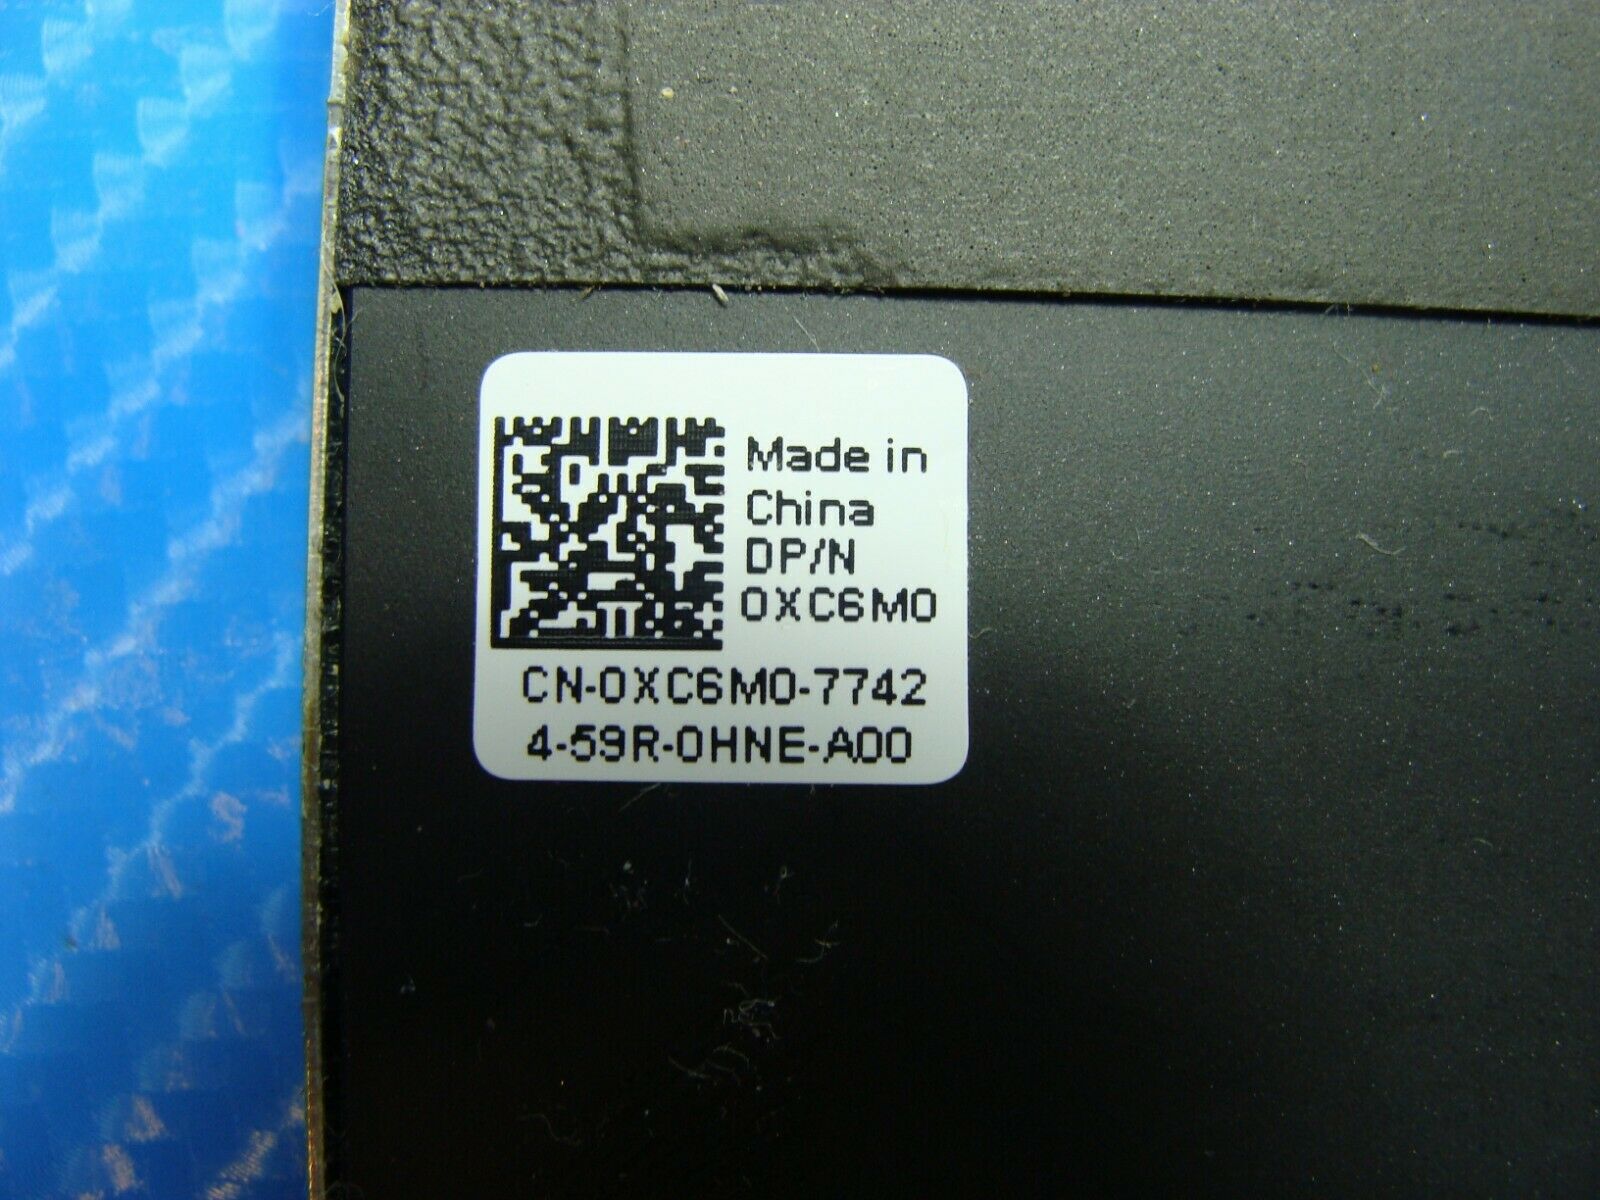 Made in
China
DP/N
0XC6M0
CN-0XC6M0-7742
4-59R-0HNE-A00